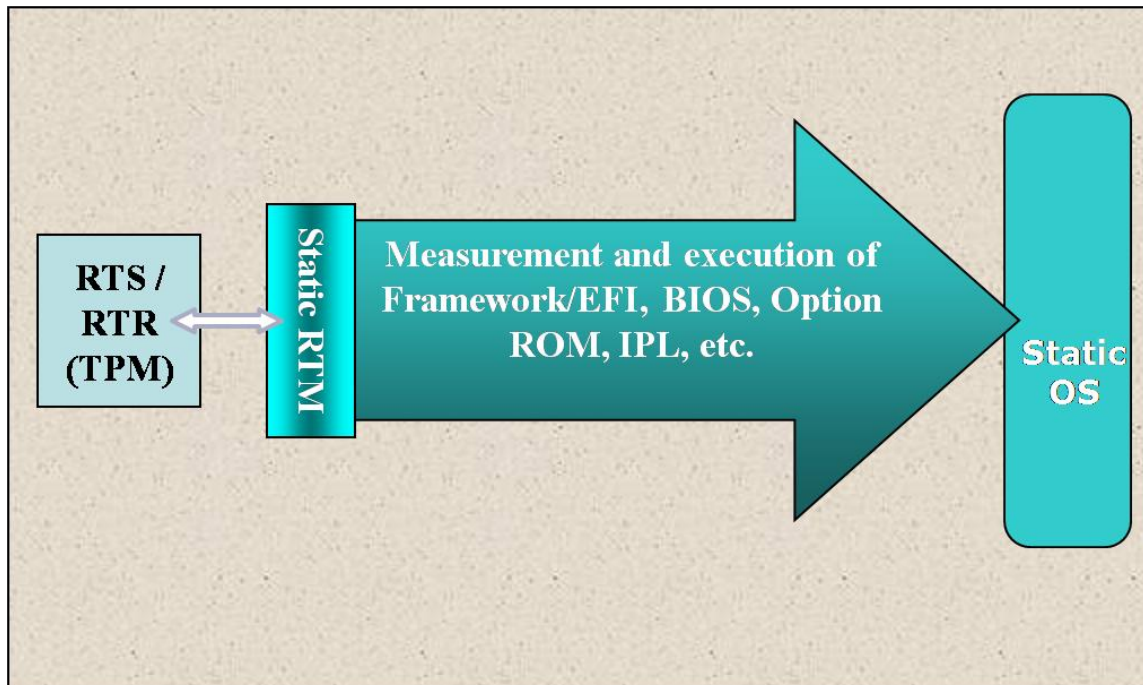 RTS /
RTR
(TPM)
Static RTM
Measurement and execution of
Framework/EFI, BIOS, Option
ROM, IPL, etc.
Static
OS